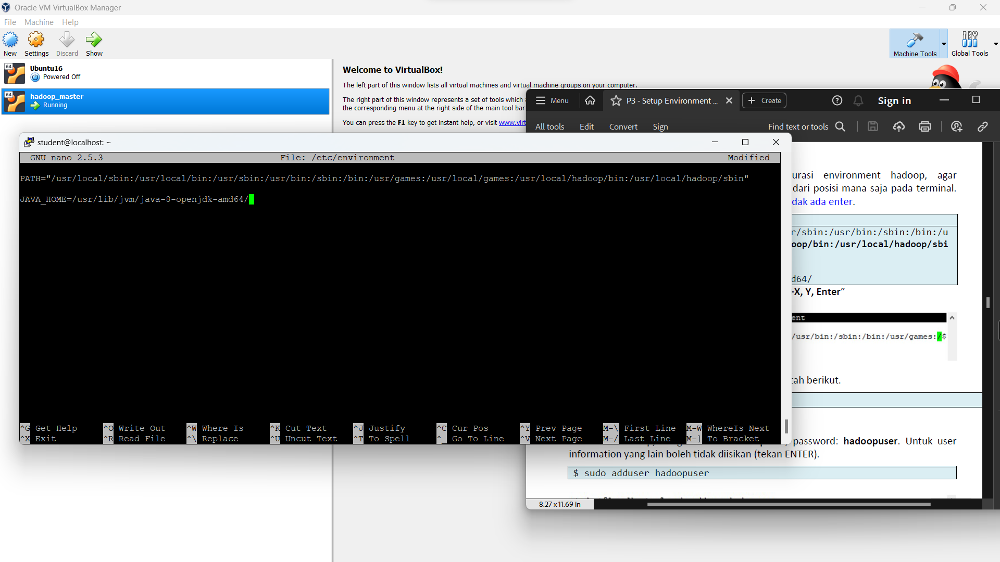 Oracle VM VirtualBox Manager
File Machine Help
New Settings Discard Show
Machine Tools Global Tools
64 Ubuntu16
Powered Off
64 hadoop_master
Running
Welcome to VirtualBox!
The left part of this window lists all virtual machines and virtual machine groups on your computer.
The right part of this window represents a set of tools which
the corresponding menu at the right side of the main tool bar
You can press the F1 key to get instant help, or visit www.virt
Menu P3 - Setup Environment ... + Create Sign in
All tools Edit Convert Sign Find text or tools
student@localhost: ~
GNU nano 2.5.3 File: /etc/environment Modified
PATH="/usr/local/sbin:/usr/local/bin:/usr/sbin:/usr/bin:/sbin:/bin:/usr/games:/usr/local/games:/usr/local/hadoop/bin:/usr/local/hadoop/sbin"
JAVA_HOME=/usr/lib/jvm/java-8-openjdk-amd64/
^G Get Help ^O Write Out ^W Where Is ^K Cut Text ^J Justify ^C Cur Pos ^Y Prev Page M-\ First Line M-W WhereIs Next
^X Exit ^R Read File ^\ Replace ^U Uncut Text ^T To Spell ^_ Go To Line ^V Next Page M-/ Last Line M-] To Bracket
urasi environment hadoop, agar
dari posisi mana saja pada terminal.
dak ada enter.
r/sbin:/usr/bin:/sbin:/bin:/u
oop/bin:/usr/local/hadoop/sbi
d64/
+X, Y, Enter”
ent
/usr/bin:/sbin:/bin:/usr/games:/$
tah berikut.
password: hadoopuser. Untuk user
information yang lain boleh tidak diisikan (tekan ENTER).
$ sudo adduser hadoopuser
8.27 x 11.69 in